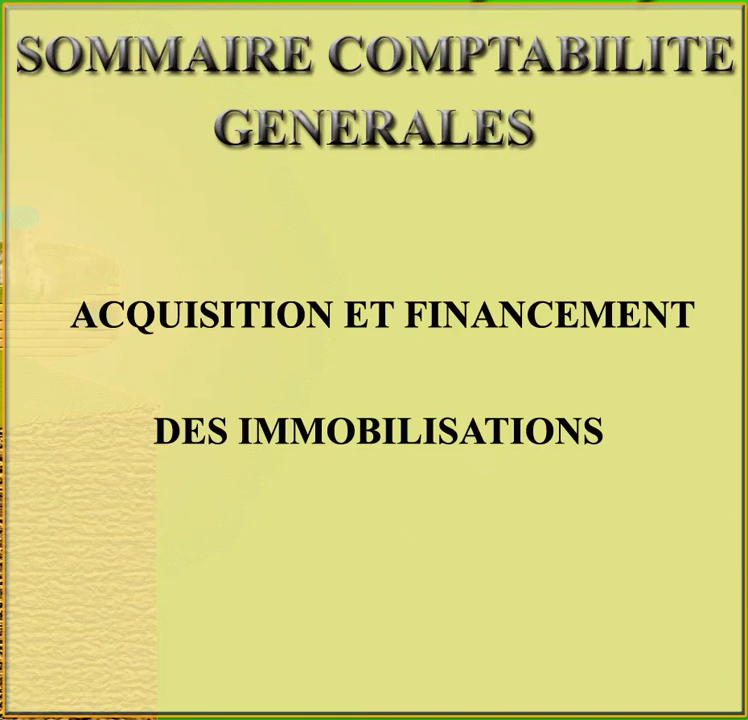 SOMMAIRE COMPTABILITE
GENERALES
ACQUISITION ET FINANCEMENT
DES IMMOBILISATIONS